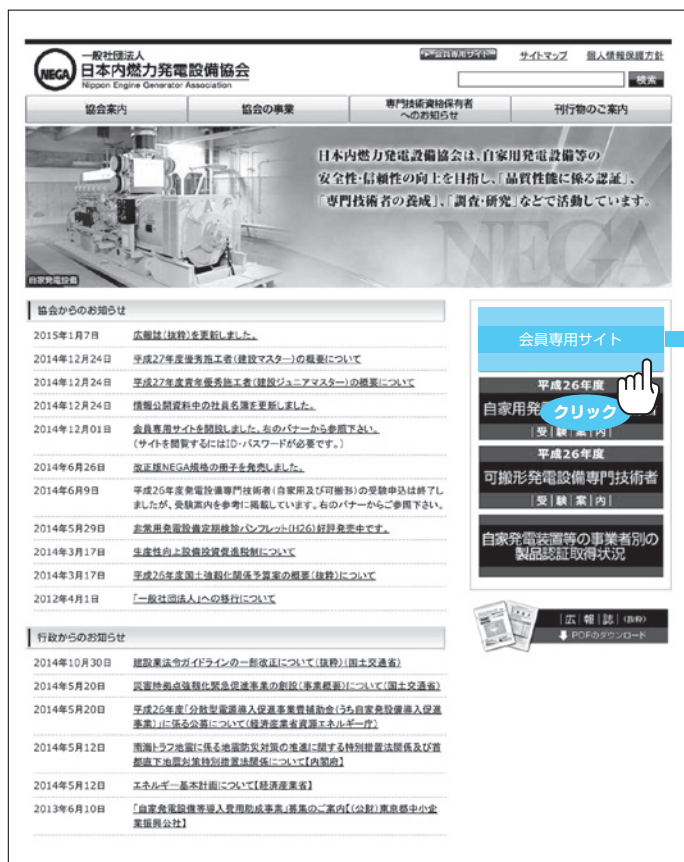 一般社団法人
NEGA 日本内燃力発電設備協会
Nippon Engine Generator Association
会員専用サイト サイトマップ 個人情報保護方針
検索
協会案内 協会の事業 専門技術資格保有者 刊行物のご案内
へのお知らせ
日本内燃力発電設備協会は、自家用発電設備等の
安全性・信頼性の向上を目指し、「品質性能に係る認証」、
「専門技術者の養成」、「調査・研究」などで活動しています。
NEGA
自家発電設備
協会からのお知らせ
2015年1月7日 広報誌(抜粋)を更新しました。
2014年12月24日 平成27年度優秀施工者(建設マスター)の概要について
2014年12月24日 平成27年度青年優秀施工者(建設ジュニアマスター)の概要について
2014年12月24日 情報公開資料中の社員名簿を更新しました。
2014年12月01日 会員専用サイトを開設しました。右のバナーから参照下さい。
(サイトを閲覧するにはID・パスワードが必要です。)
2014年6月26日 改正版NEGA規格の冊子を発売しました。
2014年6月9日 平成26年度発電設備専門技術者(自家用及び可搬形)の受験申込は終了し
ましたが、受験案内を参考に掲載しています。右のバナーからご参照下さい。
2014年5月29日 非常用発電設備定期検診パンフレット(H26)好評発売中です。
2014年3月17日 生産性向上設備投資促進税制について
2014年3月17日 平成26年度国土強靱化関係予算案の概要(抜粋)について
2012年4月1日 「一般社団法人」への移行について
行政からのお知らせ
2014年10月30日 建設業法令ガイドラインの一部改正について(抜粋)(国土交通省)
2014年5月20日 災害時拠点強靱化緊急促進事業の創設(事業概要)について(国土交通省)
2014年5月20日 平成26年度「分散型電源導入促進事業費補助金(うち自家発設備導入促進
事業)」に係る公募について(経済産業省資源エネルギー庁)
2014年5月12日 南海トラフ地震に係る地震防災対策の推進に関する特別措置法関係及び首
都直下地震対策特別措置法関係について【内閣府】
2014年5月12日 エネルギー基本計画について【経済産業省】
2013年6月10日 「自家発電設備等導入費用助成事業」募集のご案内【(公財)東京都中小企
業振興公社】
会員専用サイト
平成26年度
自家用発
クリック
|受|験|案|内|
平成26年度
可搬形発電設備専門技術者
|受|験|案|内|
自家発電装置等の事業者別の
製品認証取得状況
|広|報|誌|(抜粋)
PDFのダウンロード